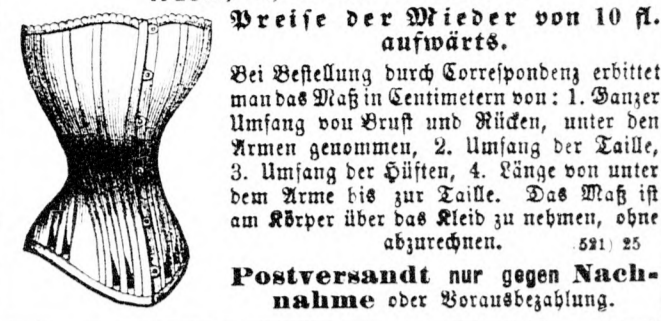 Preise der Mieder von 10 fl.
aufwärts.
Bei Bestellung durch Correspondenz erbittet
man das Maß in Centimetern von: 1. Ganzer
Umfang von Brust und Rücken, unter den
Armen genommen, 2. Umfang der Taille,
3. Umfang der Hüften, 4. Länge von unter
dem Arme bis zur Taille. Das Maß ist
am Körper über das Kleid zu nehmen, ohne
abzurechnen. 521) 25
Postversandt nur gegen Nach-
nahme oder Vorausbezahlung.